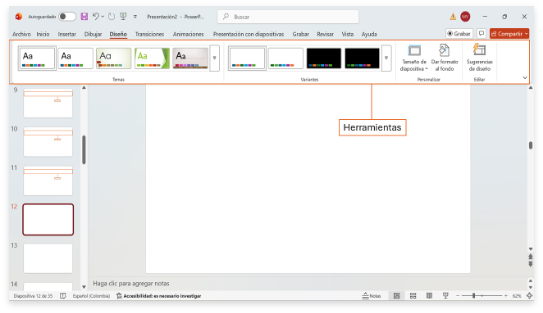 Autoguardado
Presentación2 - PowerP...
Buscar
Archivo Inicio Insertar Dibujar Diseño Transiciones Animaciones Presentación con diapositivas Grabar Revisar Vista Ayuda
Grabar
Compartir
Aa Aa Aa Aa Aa
Tamaño de diapositiva
Dar formato al fondo
Sugerencias de diseño
Temas
Variantes
Personalizar
Editar
9
Herramientas
10
11
12
13
14
Haga clic para agregar notas
Diapositiva 12 de 35
Español (Colombia)
Accesibilidad: es necesario investigar
Notas
62%